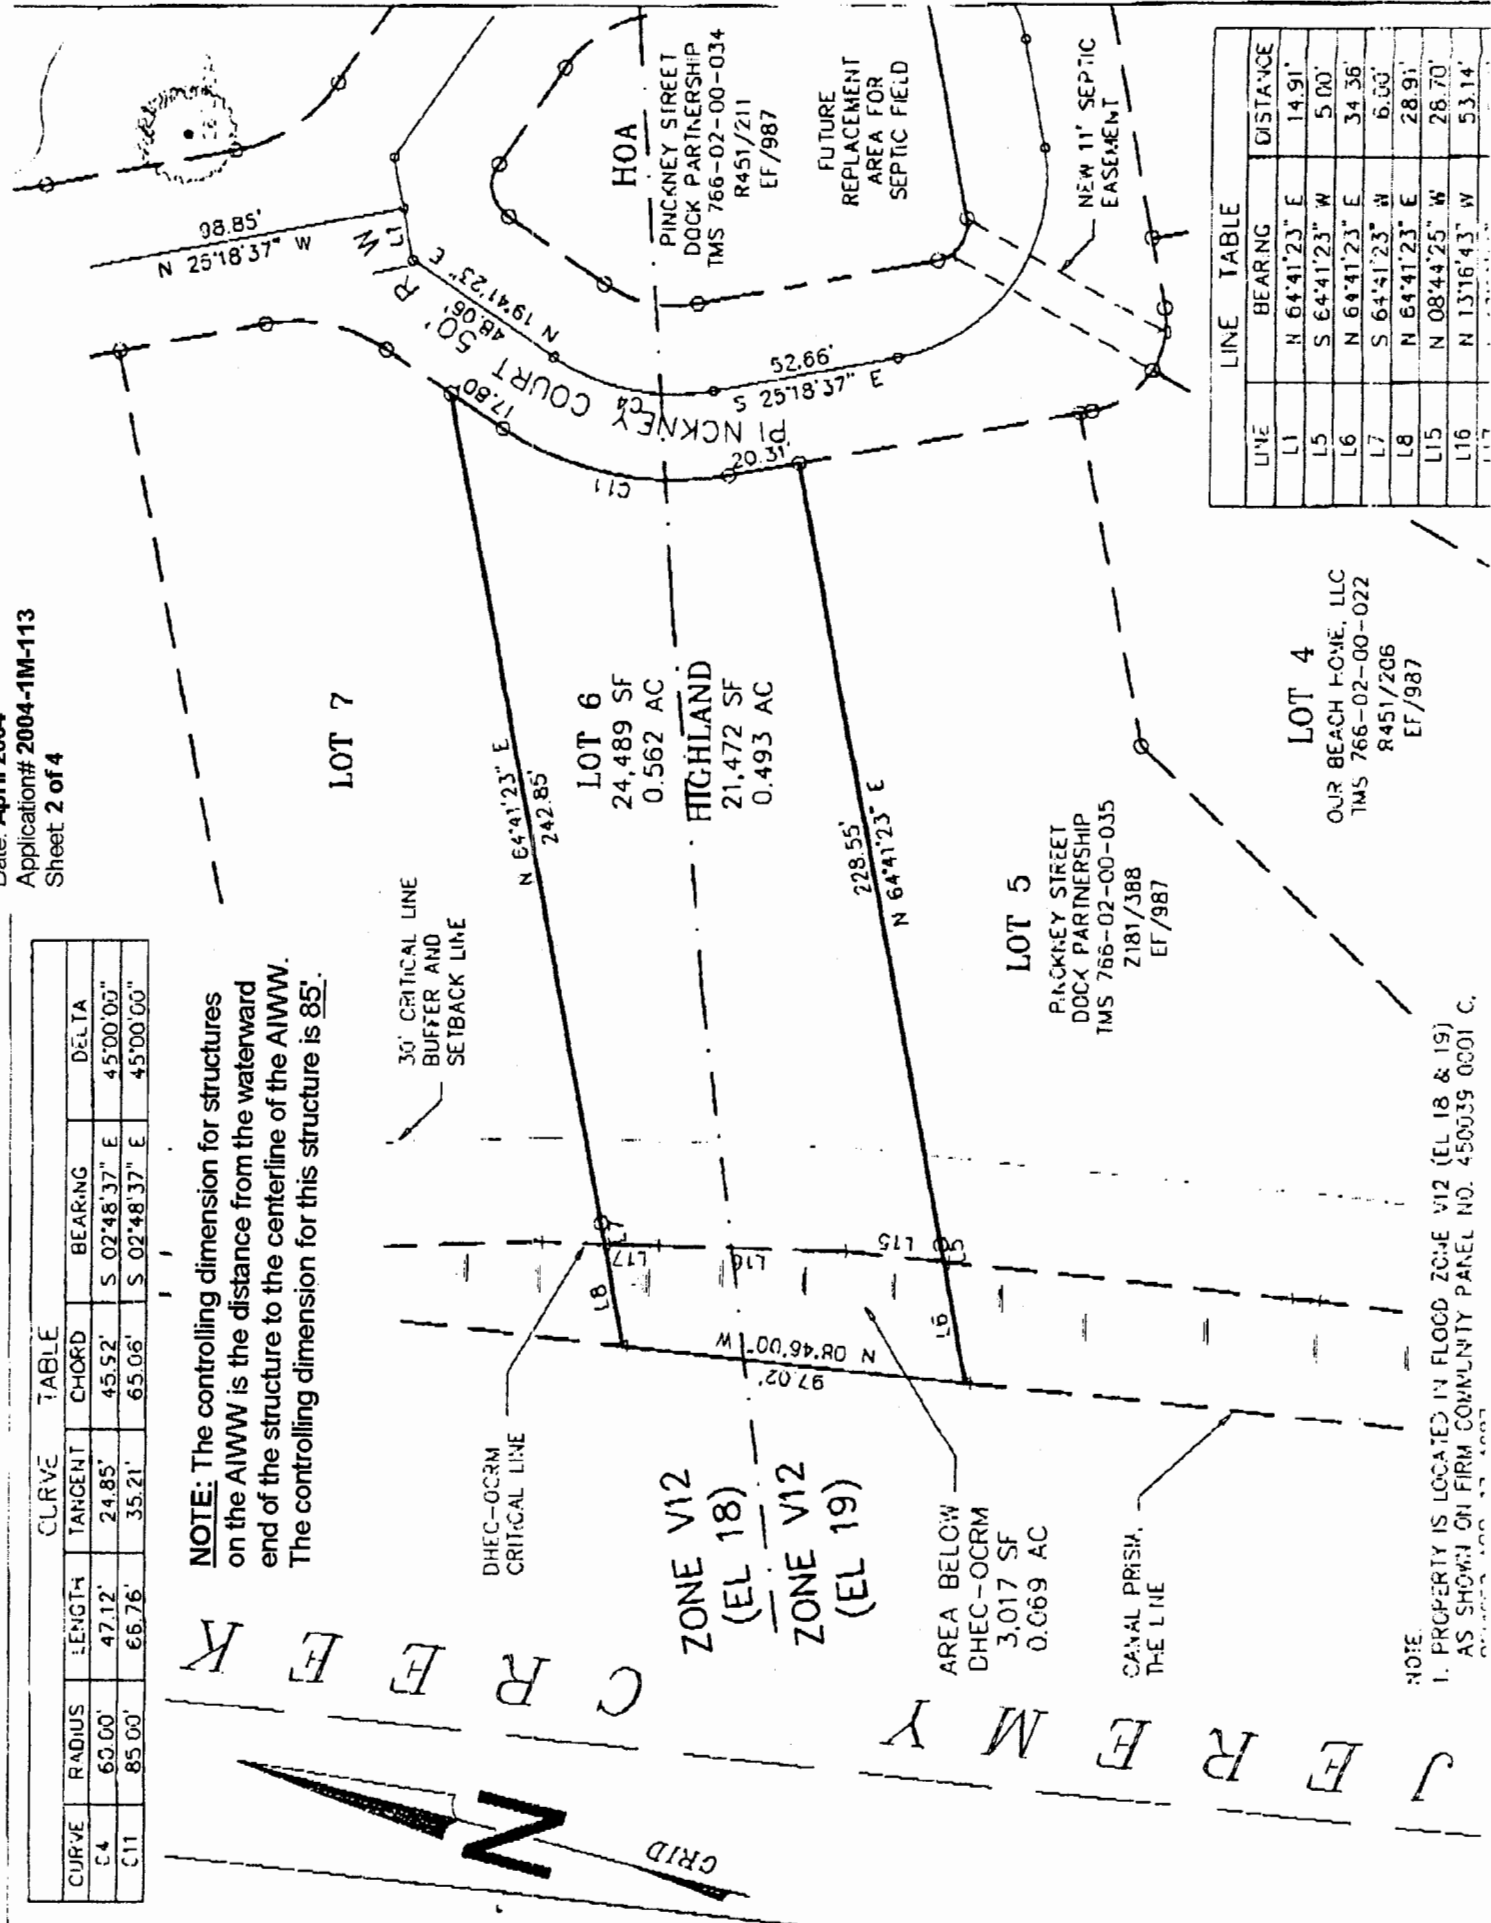 Application# 2004-1M-113
Sheet 2 of 4
CURVE TABLE
CURVE RADIUS LENGTH TANGENT CHORD BEARING DELTA
C4 60.00' 47.12' 24.85' 45.92' S 02°48'37" E 45°00'00"
C11 85.00' 66.76' 35.21' 65.06' S 02°48'37" E 45°00'00"
NOTE: The controlling dimension for structures
on the AIWW is the distance from the waterward
end of the structure to the centerline of the AIWW.
The controlling dimension for this structure is 85'.
30' CRITICAL LINE
BUFFER AND
SETBACK LINE
LOT 7
98.85'
N 25°18'37" W
L1
N 19°41'23" E
48.06'
PINCKNEY COURT 50' R/W
17.80'
C4
C11
S 25°18'37" E
52.66'
20.31'
HOA
PINCKNEY STREET
DOCK PARTNERSHIP
TMS 766-02-00-034
R451/211
EF/987
FUTURE
REPLACEMENT
AREA FOR
SEPTIC FIELD
NEW 11' SEPTIC
EASEMENT
N 64°41'23" E
242.85'
LOT 6
24,489 SF
0.562 AC
HIGHLAND
21,472 SF
0.493 AC
228.55'
N 64°41'23" E
LOT 5
PINCKNEY STREET
DOCK PARTNERSHIP
TMS 766-02-00-035
Z181/388
EF/987
LOT 4
OUR BEACH HOME, LLC
TMS 766-02-00-022
R451/206
EF/987
LINE TABLE
LINE BEARING DISTANCE
L1 N 64°41'23" E 14.91'
L5 S 64°41'23" W 5.00'
L6 N 64°41'23" E 34.36'
L7 S 64°41'23" W 6.00'
L8 N 64°41'23" E 28.91'
L15 N 08°44'25" W 28.70'
L16 N 13°16'43" W 53.14'
L17
L7
L17
L16
L15
L5
L8
L6
N 08°46'00" W
97.02'
DHEC-OCRM
CRITICAL LINE
ZONE V12
(EL 18)
ZONE V12
(EL 19)
AREA BELOW
DHEC-OCRM
3,017 SF
0.069 AC
CANAL PRISM,
THE LINE
JEREMY CREEK
N
GRID
NOTE
1. PROPERTY IS LOCATED IN FLOOD ZONE V12 (EL 18 & 19)
AS SHOWN ON FIRM COMMUNITY PANEL NO. 450039 0001 C,